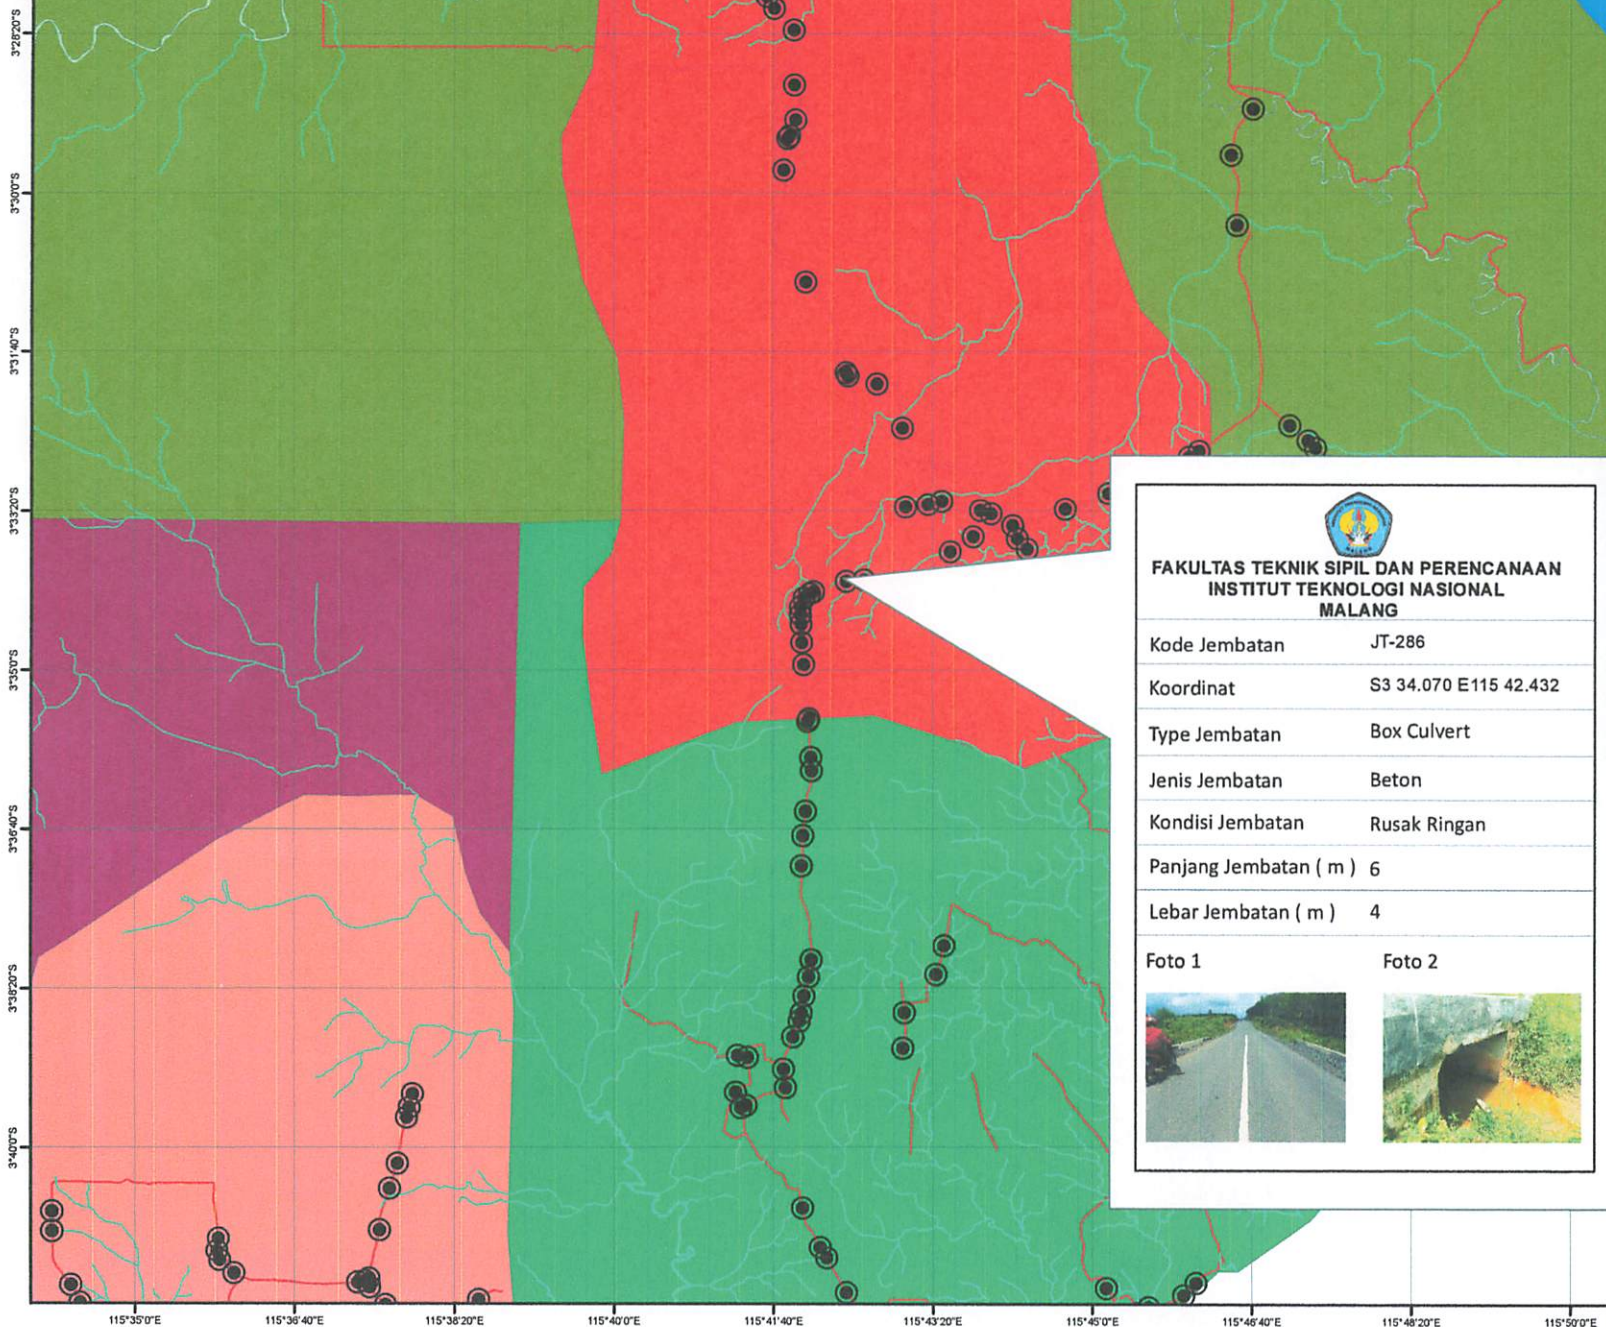 3°28'20"S
3°30'0"S
3°31'40"S
3°33'20"S
3°35'0"S
3°36'40"S
3°38'20"S
3°40'0"S
FAKULTAS TEKNIK SIPIL DAN PERENCANAAN
INSTITUT TEKNOLOGI NASIONAL
MALANG
Kode Jembatan JT-286
Koordinat S3 34.070 E115 42.432
Type Jembatan Box Culvert
Jenis Jembatan Beton
Kondisi Jembatan Rusak Ringan
Panjang Jembatan ( m ) 6
Lebar Jembatan ( m ) 4
Foto 1 Foto 2
115°35'0"E 115°36'40"E 115°38'20"E 115°40'0"E 115°41'40"E 115°43'20"E 115°45'0"E 115°46'40"E 115°48'20"E 115°50'0"E